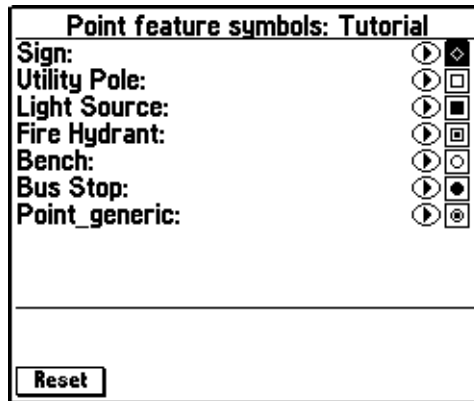 Point feature symbols: Tutorial
Sign:
Utility Pole:
Light Source:
Fire Hydrant:
Bench:
Bus Stop:
Point_generic:
Reset